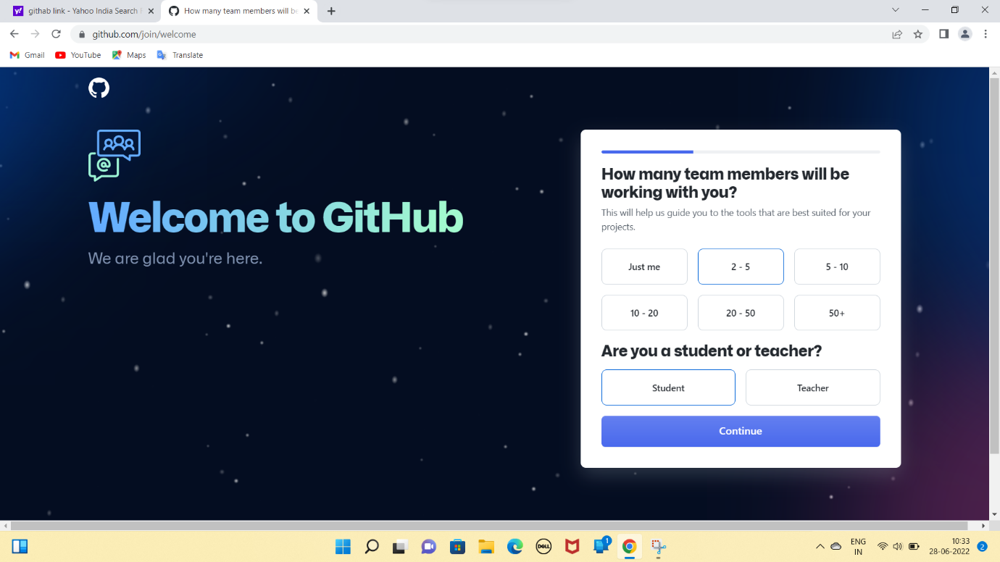 githab link - Yahoo India Search
How many team members will be
github.com/join/welcome
Gmail
YouTube
Maps
Translate
Welcome to GitHub
We are glad you're here.
How many team members will be
working with you?
This will help us guide you to the tools that are best suited for your
projects.
Just me
2 - 5
5 - 10
10 - 20
20 - 50
50+
Are you a student or teacher?
Student
Teacher
Continue
DELL
1
ENG
IN
10:33
28-06-2022
2